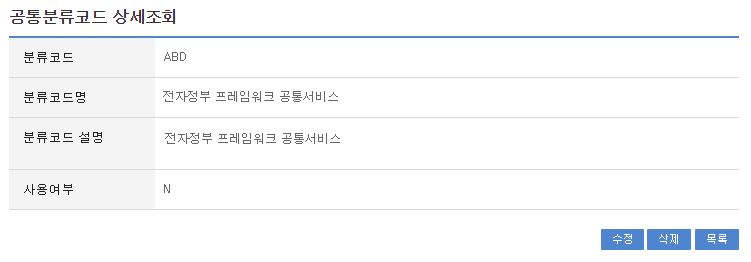 공통분류코드 상세조회
분류코드 ABD
분류코드명 전자정부 프레임워크 공통서비스
분류코드 설명 전자정부 프레임워크 공통서비스
사용여부 N
수정 삭제 목록